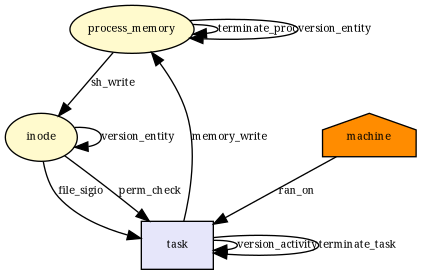 process_memory
terminate_proc
version_entity
sh_write
inode
version_entity
memory_write
machine
file_sigio
perm_check
ran_on
task
version_activity
terminate_task